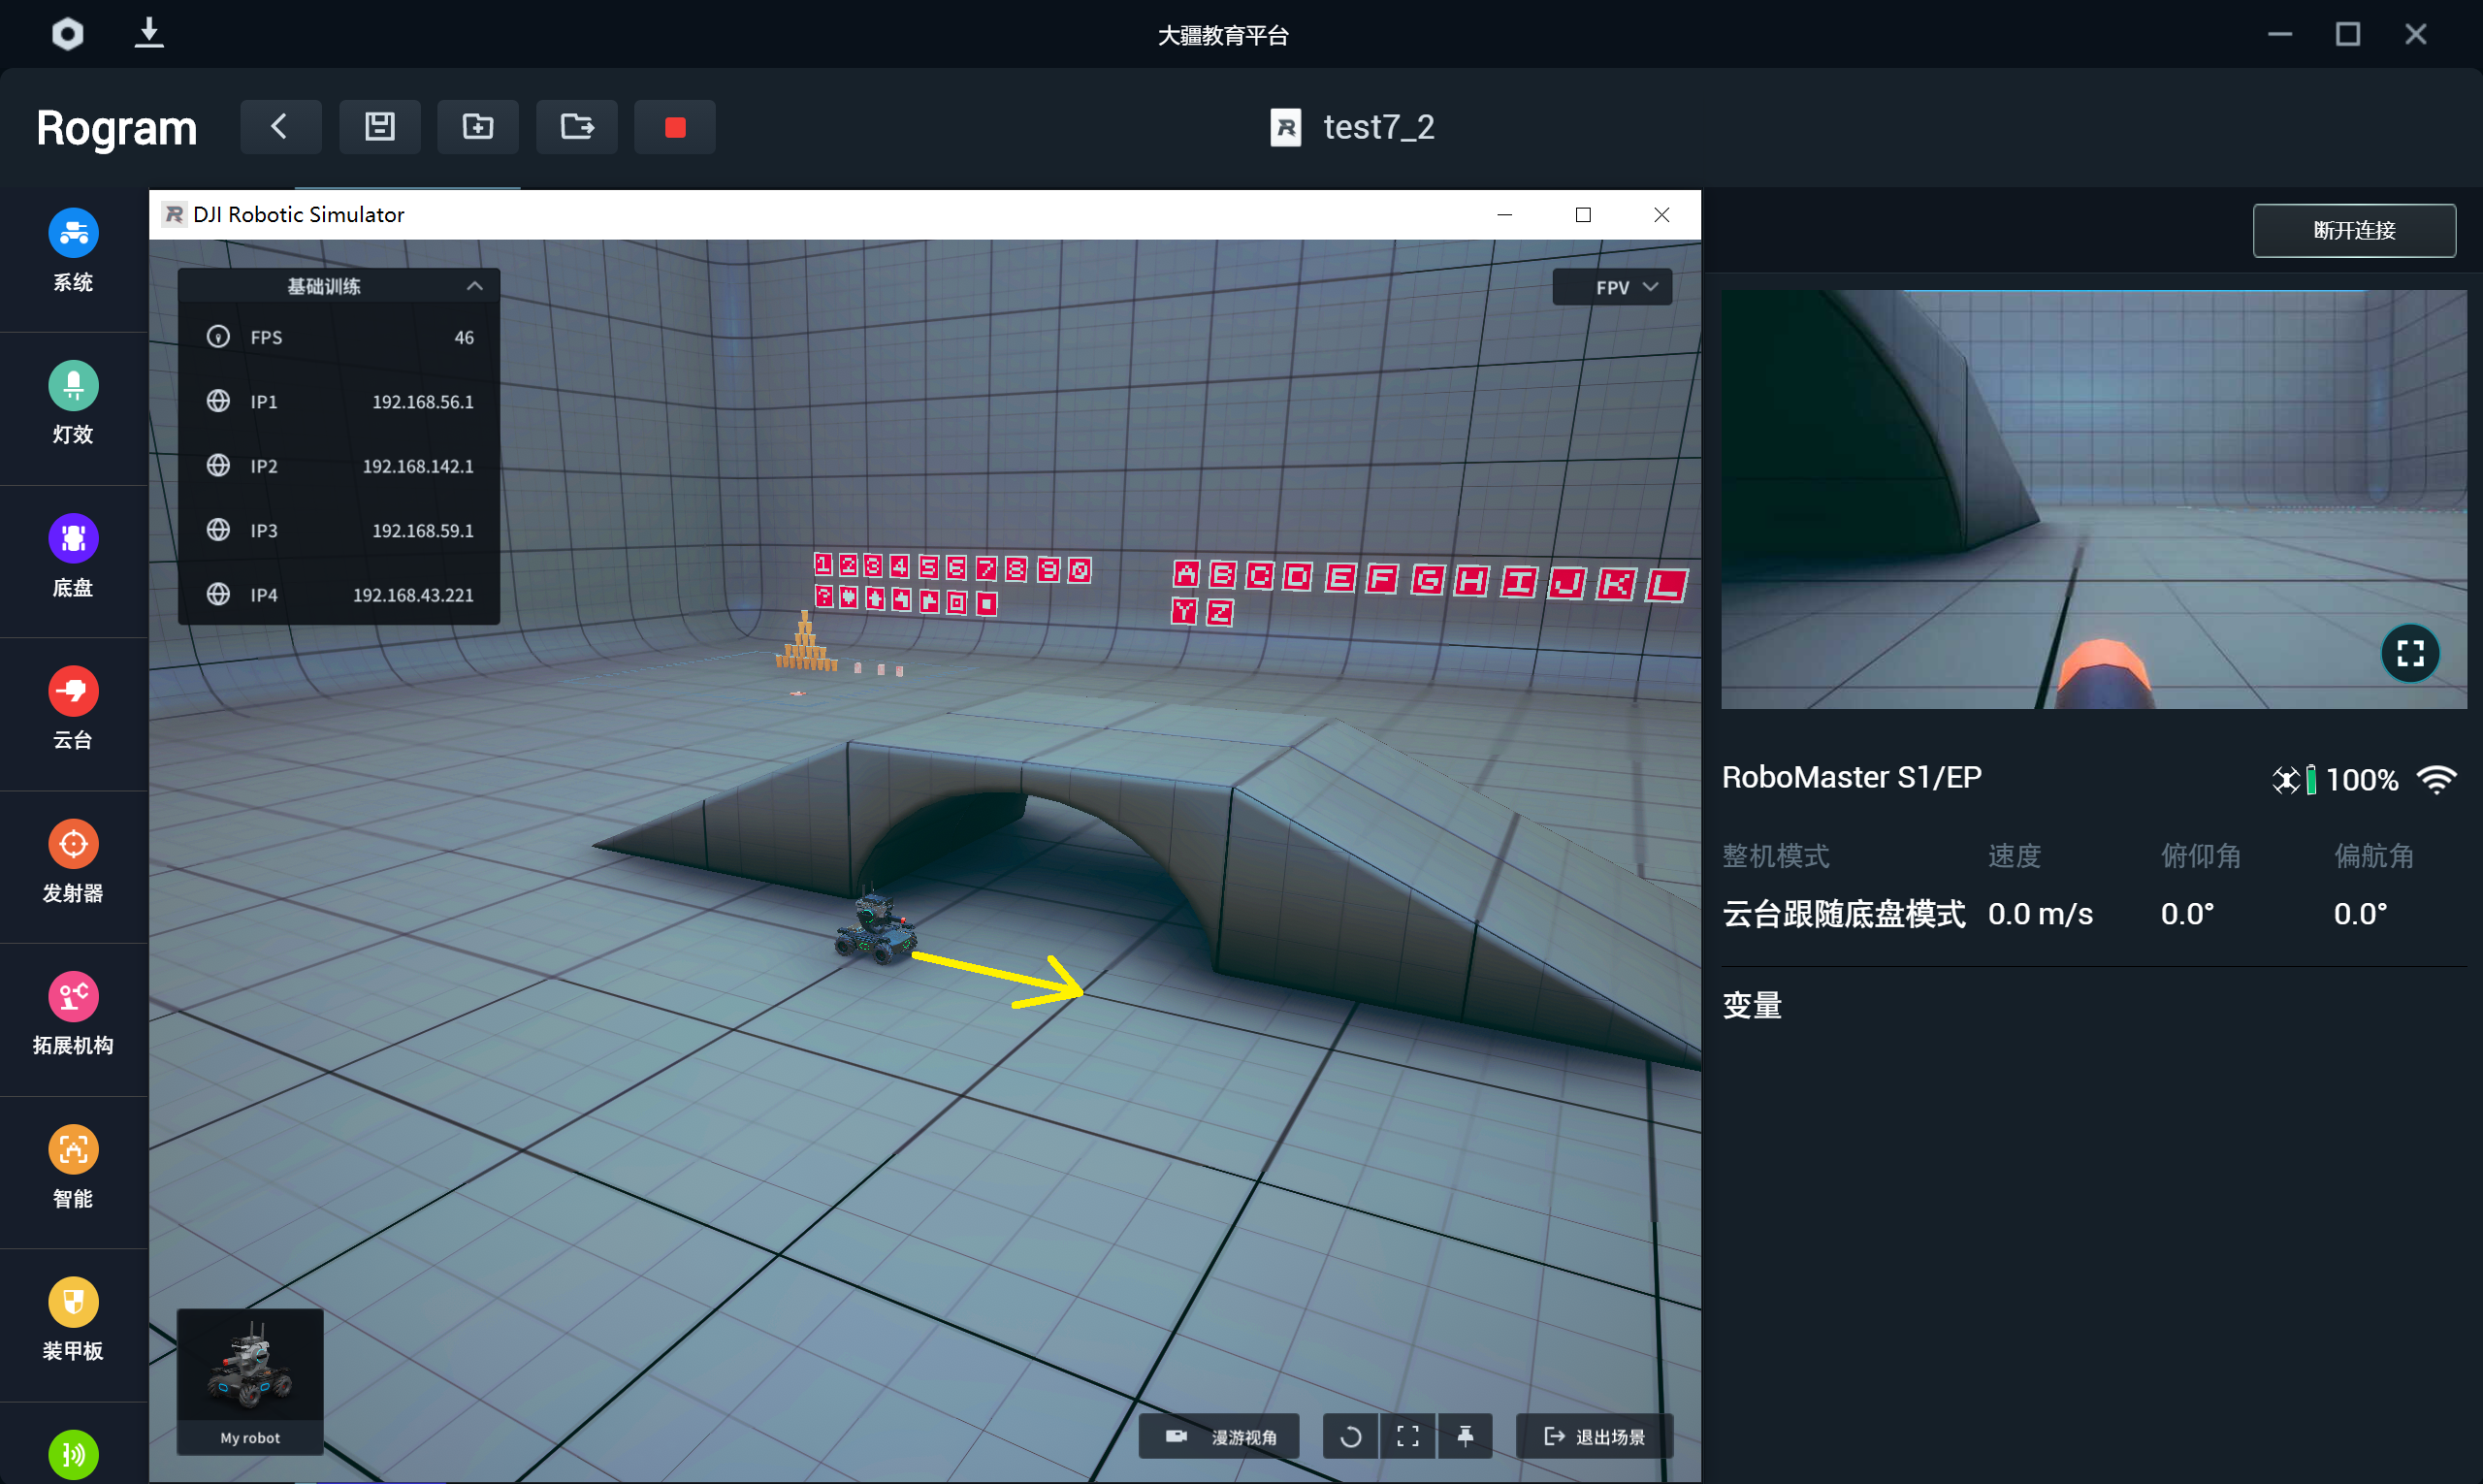 大疆教育平台
Rogram
test7_2
系统
灯效
底盘
云台
发射器
拓展机构
智能
装甲板
DJI Robotic Simulator
基础训练
FPS 46
IP1 192.168.56.1
IP2 192.168.142.1
IP3 192.168.59.1
IP4 192.168.43.221
FPV
1 2 3 4 5 6 7 8 9 0
?
A B C D E F G H I J K L
Y Z
My robot
漫游视角
退出场景
断开连接
RoboMaster S1/EP
100%
整机模式 速度 俯仰角 偏航角
云台跟随底盘模式 0.0 m/s 0.0° 0.0°
变量